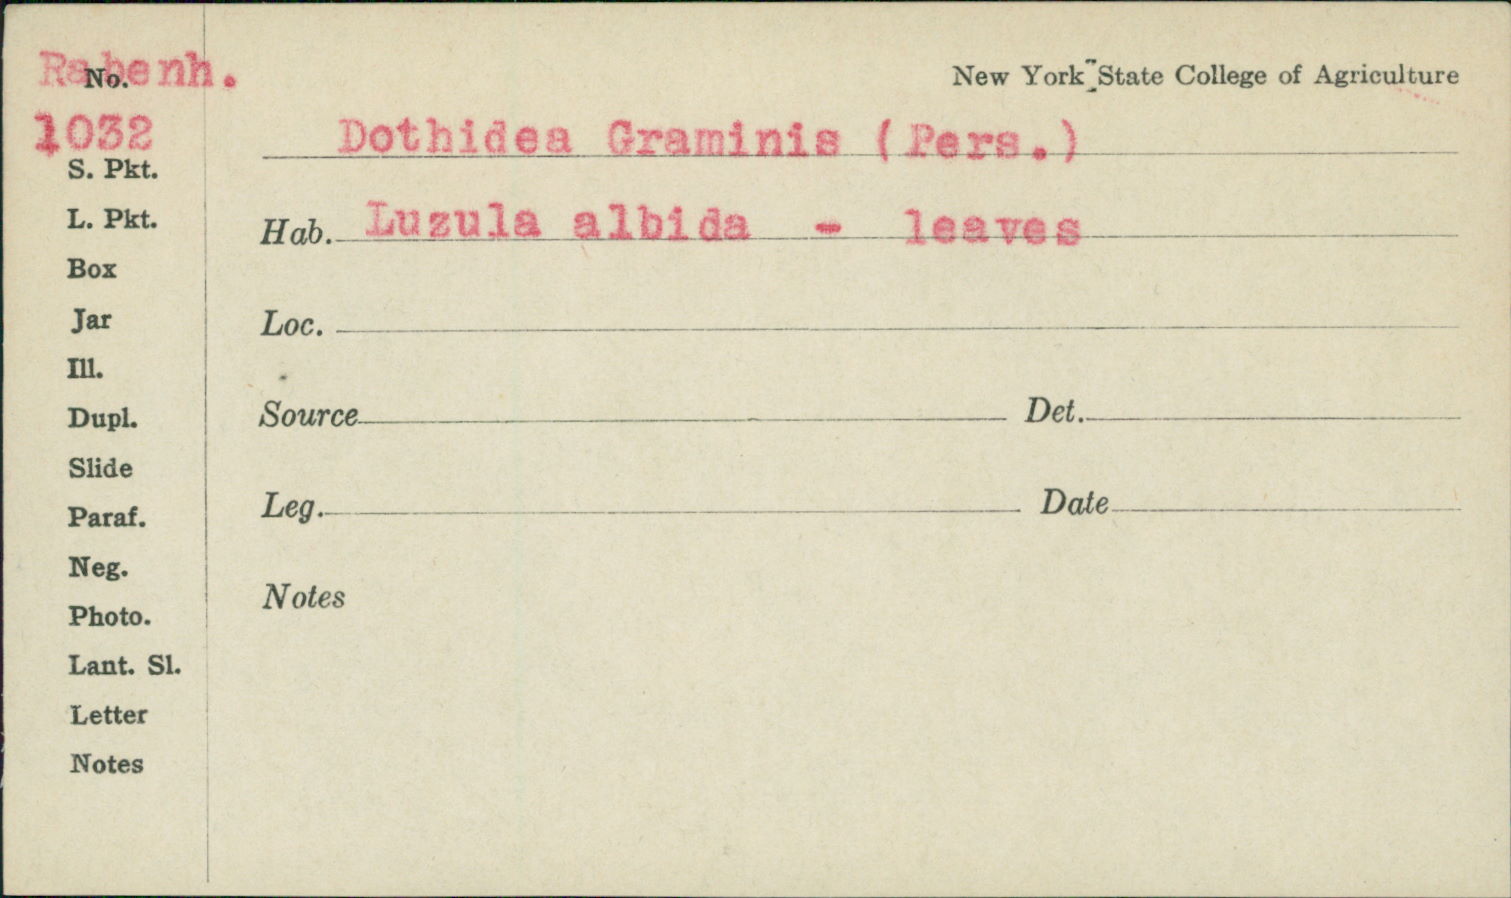 Rabenh.
No.
New York State College of Agriculture
1032
Dothidea Graminis (Pers.)
S. Pkt.
L. Pkt.
Hab. Luzula albida - leaves
Box
Jar
Loc.
Ill.
Dupl.
Source Det.
Slide
Paraf.
Leg. Date
Neg.
Notes
Photo.
Lant. Sl.
Letter
Notes